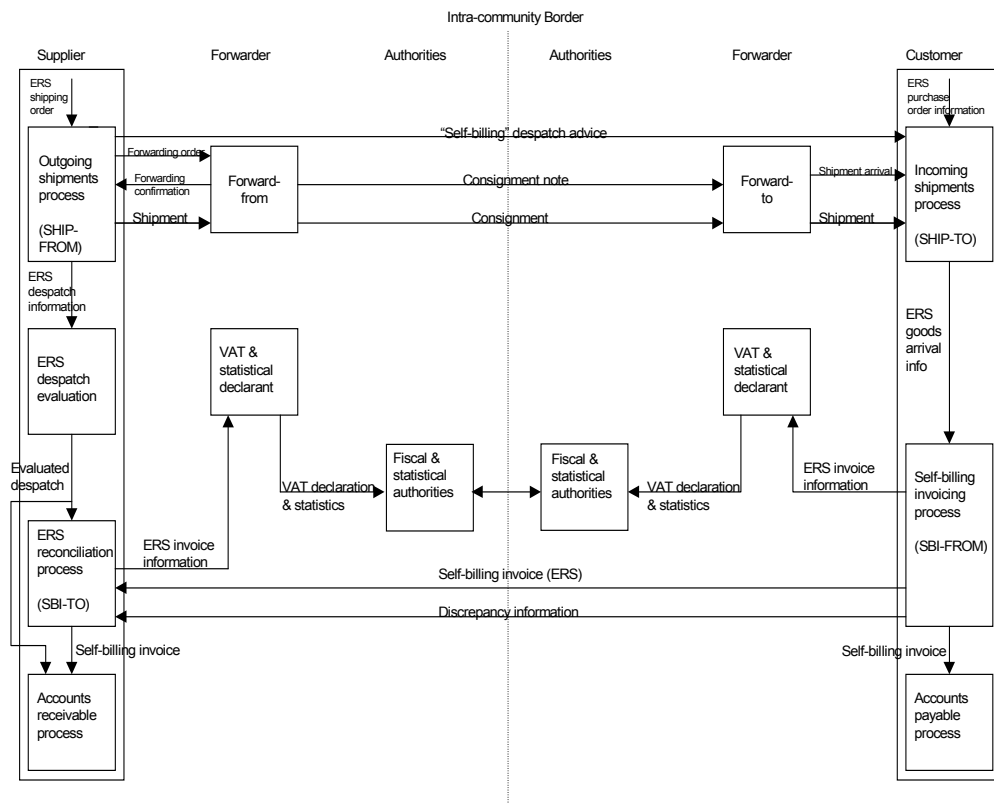 Intra-community Border
Supplier
Forwarder
Authorities
Authorities
Forwarder
Customer
ERS
shipping
order
ERS
purchase
order information
"Self-billing" despatch advice
Outgoing
shipments
process
(SHIP-
FROM)
Forwarding order
Forwarding
confirmation
Shipment
Forward-
from
Consignment note
Consignment
Forward-
to
Shipment arrival
Shipment
Incoming
shipments
process
(SHIP-TO)
ERS
despatch
information
ERS
goods
arrival
info
ERS
despatch
evaluation
VAT &
statistical
declarant
VAT &
statistical
declarant
Evaluated
despatch
VAT declaration
& statistics
Fiscal &
statistical
authorities
Fiscal &
statistical
authorities
VAT declaration
& statistics
ERS invoice
information
Self-billing
invoicing
process
(SBI-FROM)
ERS
reconciliation
process
(SBI-TO)
ERS invoice
information
Self-billing invoice (ERS)
Discrepancy information
Self-billing invoice
Self-billing invoice
Accounts
receivable
process
Accounts
payable
process